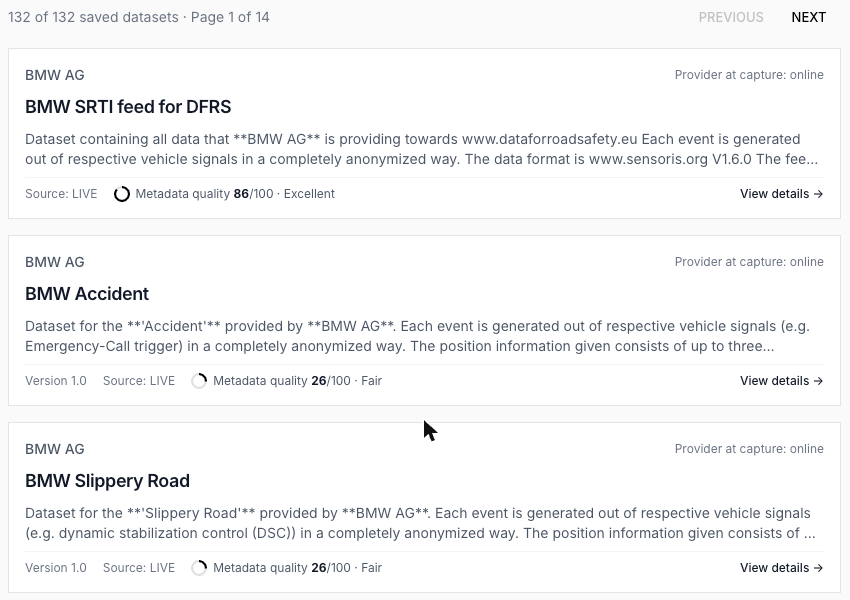 132 of 132 saved datasets · Page 1 of 14
PREVIOUS NEXT
BMW AG
Provider at capture: online
BMW SRTI feed for DFRS
Dataset containing all data that **BMW AG** is providing towards www.dataforroadsafety.eu Each event is generated
out of respective vehicle signals in a completely anonymized way. The data format is www.sensoris.org V1.6.0 The fee...
Source: LIVE Metadata quality 86/100 · Excellent View details →
BMW AG
Provider at capture: online
BMW Accident
Dataset for the **'Accident'** provided by **BMW AG**. Each event is generated out of respective vehicle signals (e.g.
Emergency-Call trigger) in a completely anonymized way. The position information given consists of up to three...
Version 1.0 Source: LIVE Metadata quality 26/100 · Fair View details →
BMW AG
Provider at capture: online
BMW Slippery Road
Dataset for the **'Slippery Road'** provided by **BMW AG**. Each event is generated out of respective vehicle signals
(e.g. dynamic stabilization control (DSC)) in a completely anonymized way. The position information given consists of ...
Version 1.0 Source: LIVE Metadata quality 26/100 · Fair View details →